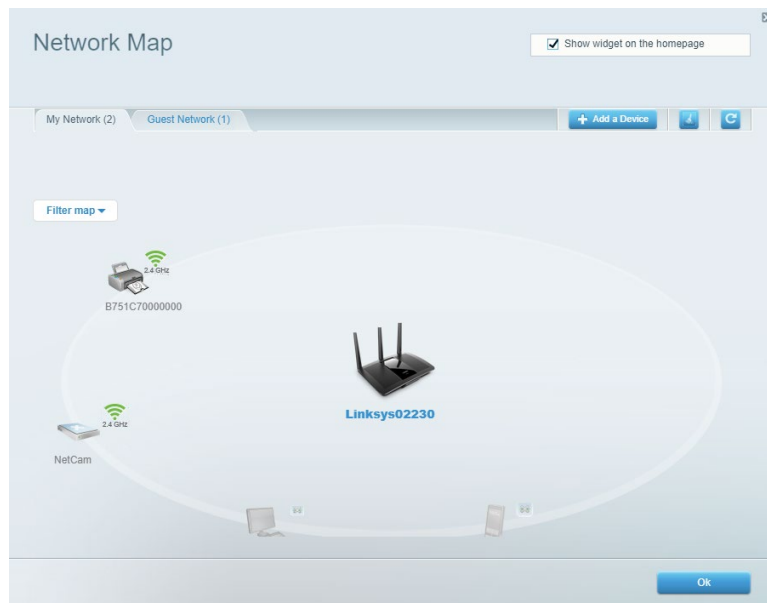 Network Map
Show widget on the homepage
My Network (2)
Guest Network (1)
Add a Device
Filter map
2.4 GHz
B751C70000000
Linksys02230
2.4 GHz
NetCam
Ok